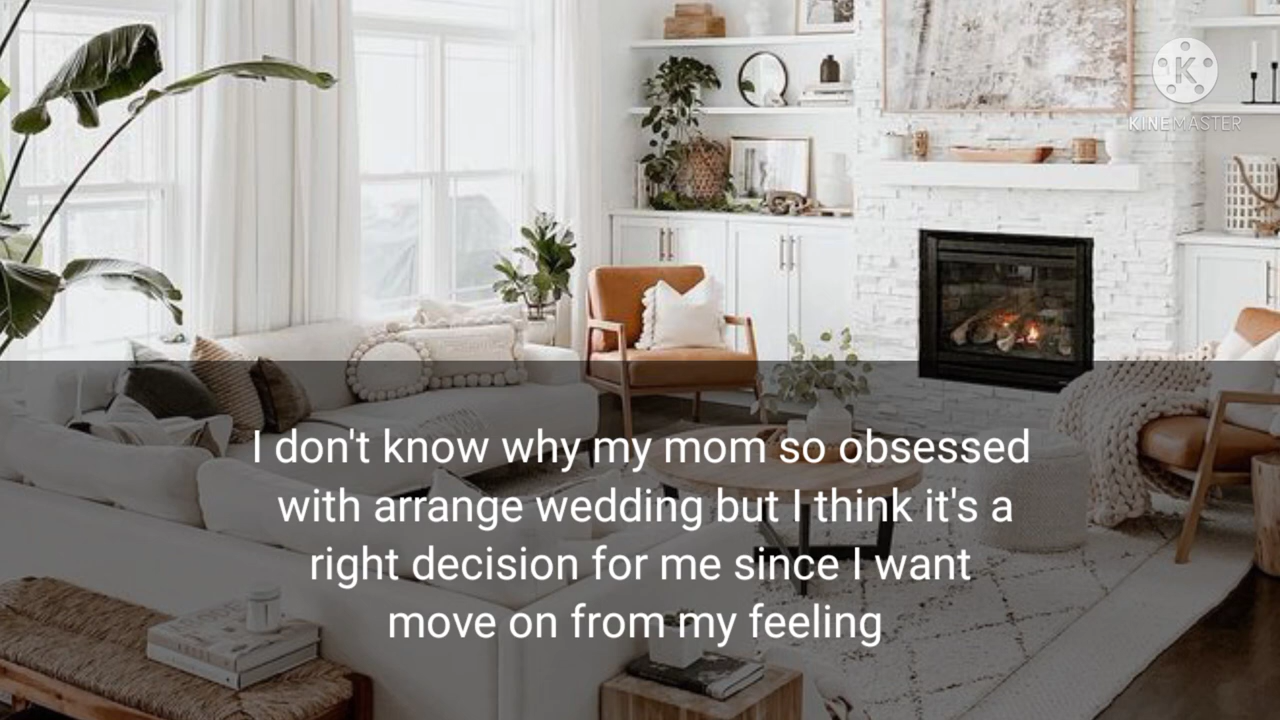 K
KINEMASTER
I don't know why my mom so obsessed
with arrange wedding but I think it's a
right decision for me since I want
move on from my feeling